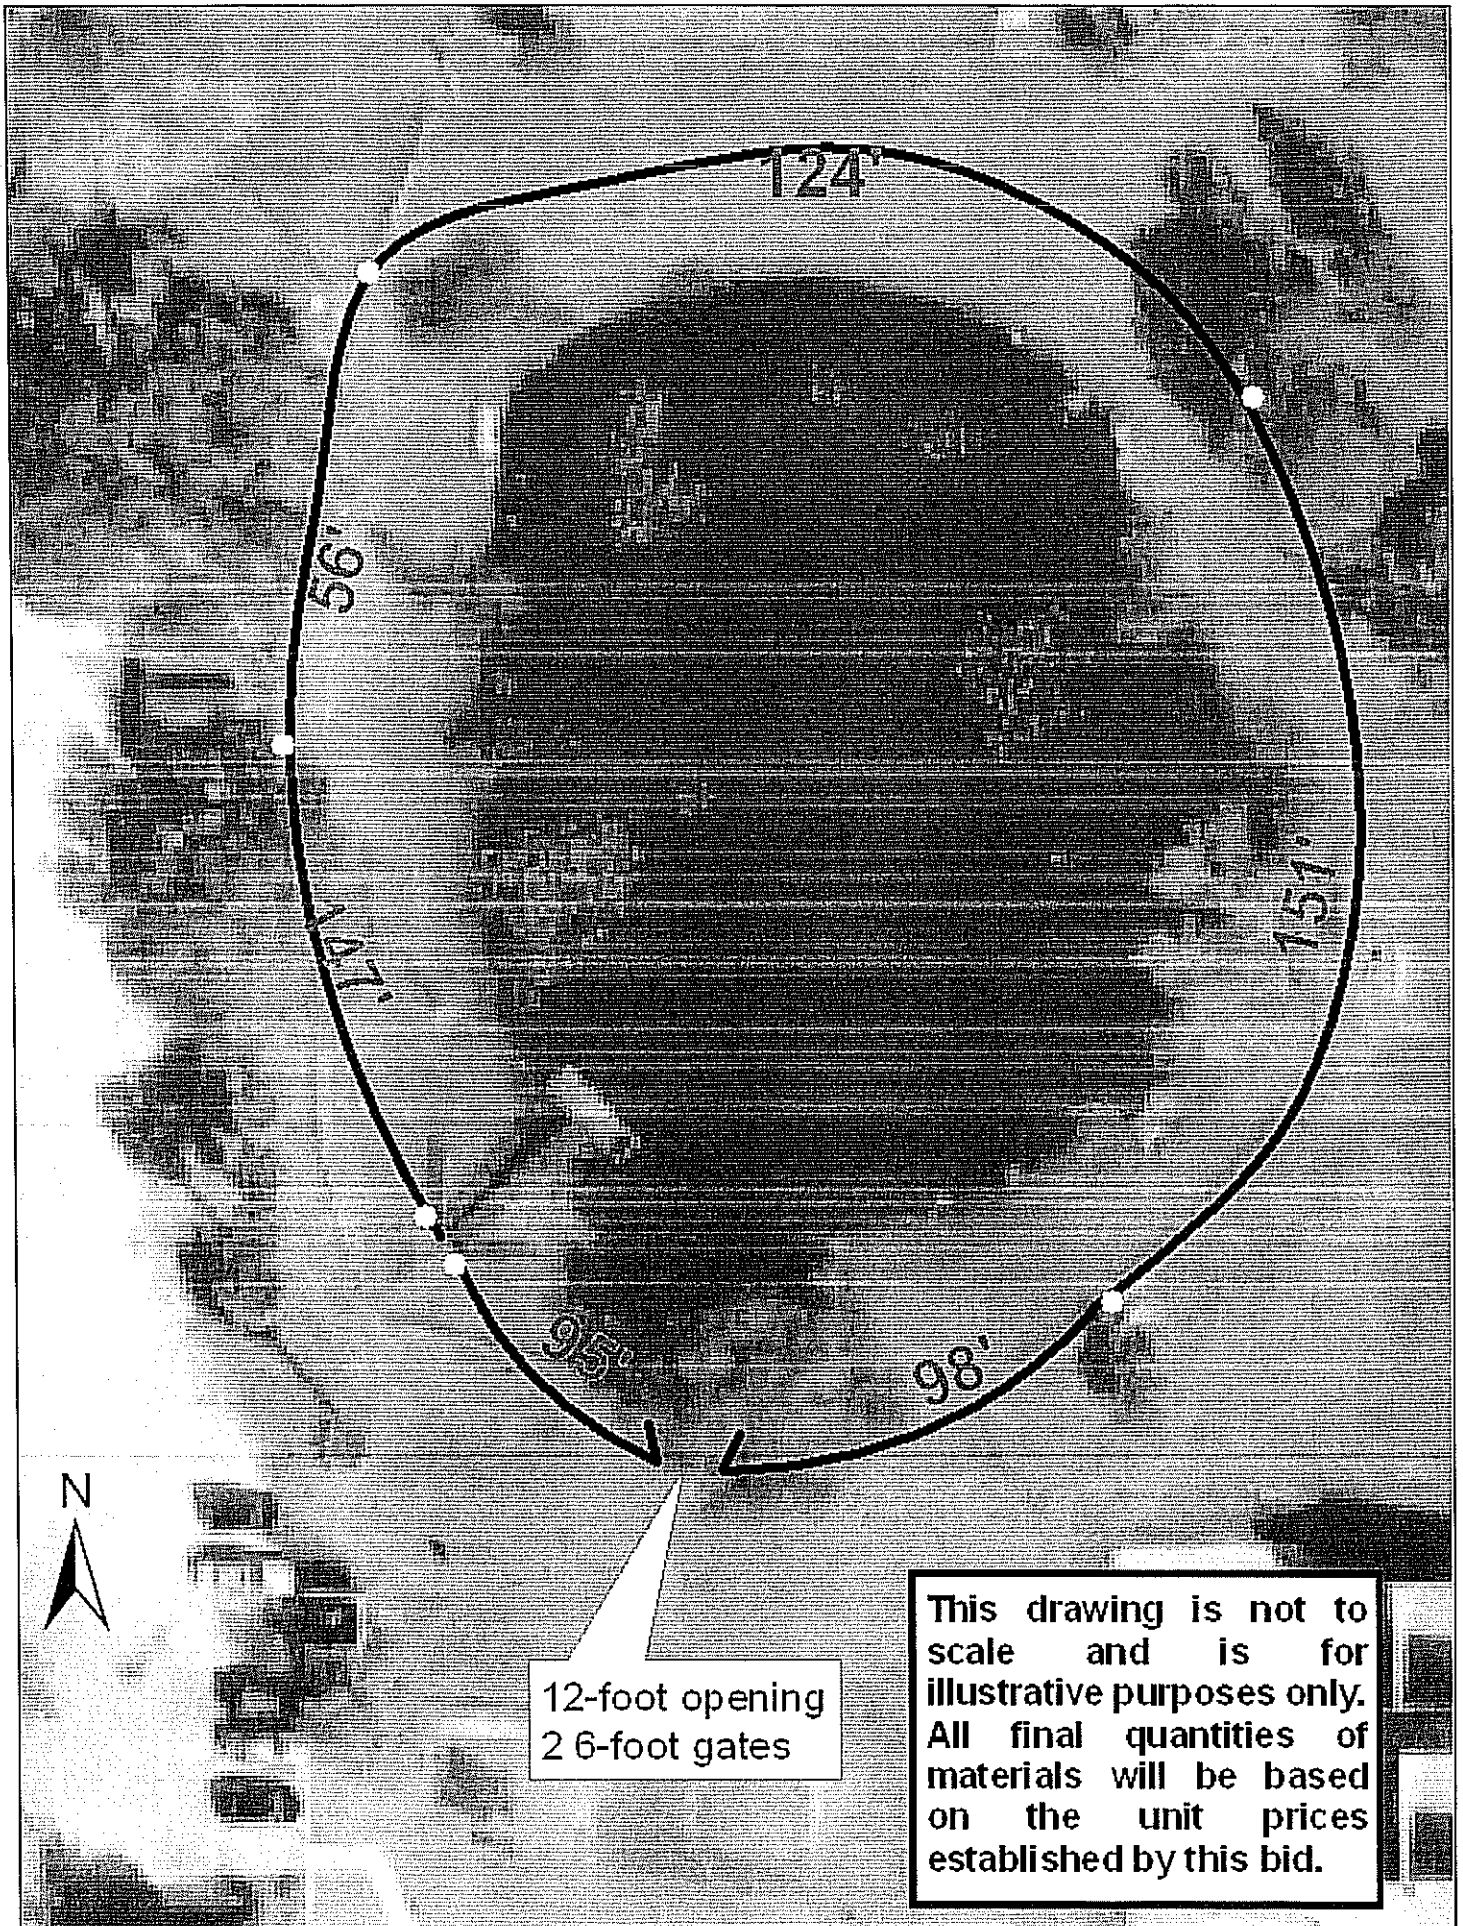 124'
56'
151'
95'
98'
N
12-foot opening
2 6-foot gates
This drawing is not to
scale and is for
illustrative purposes only.
All final quantities of
materials will be based
on the unit prices
established by this bid.